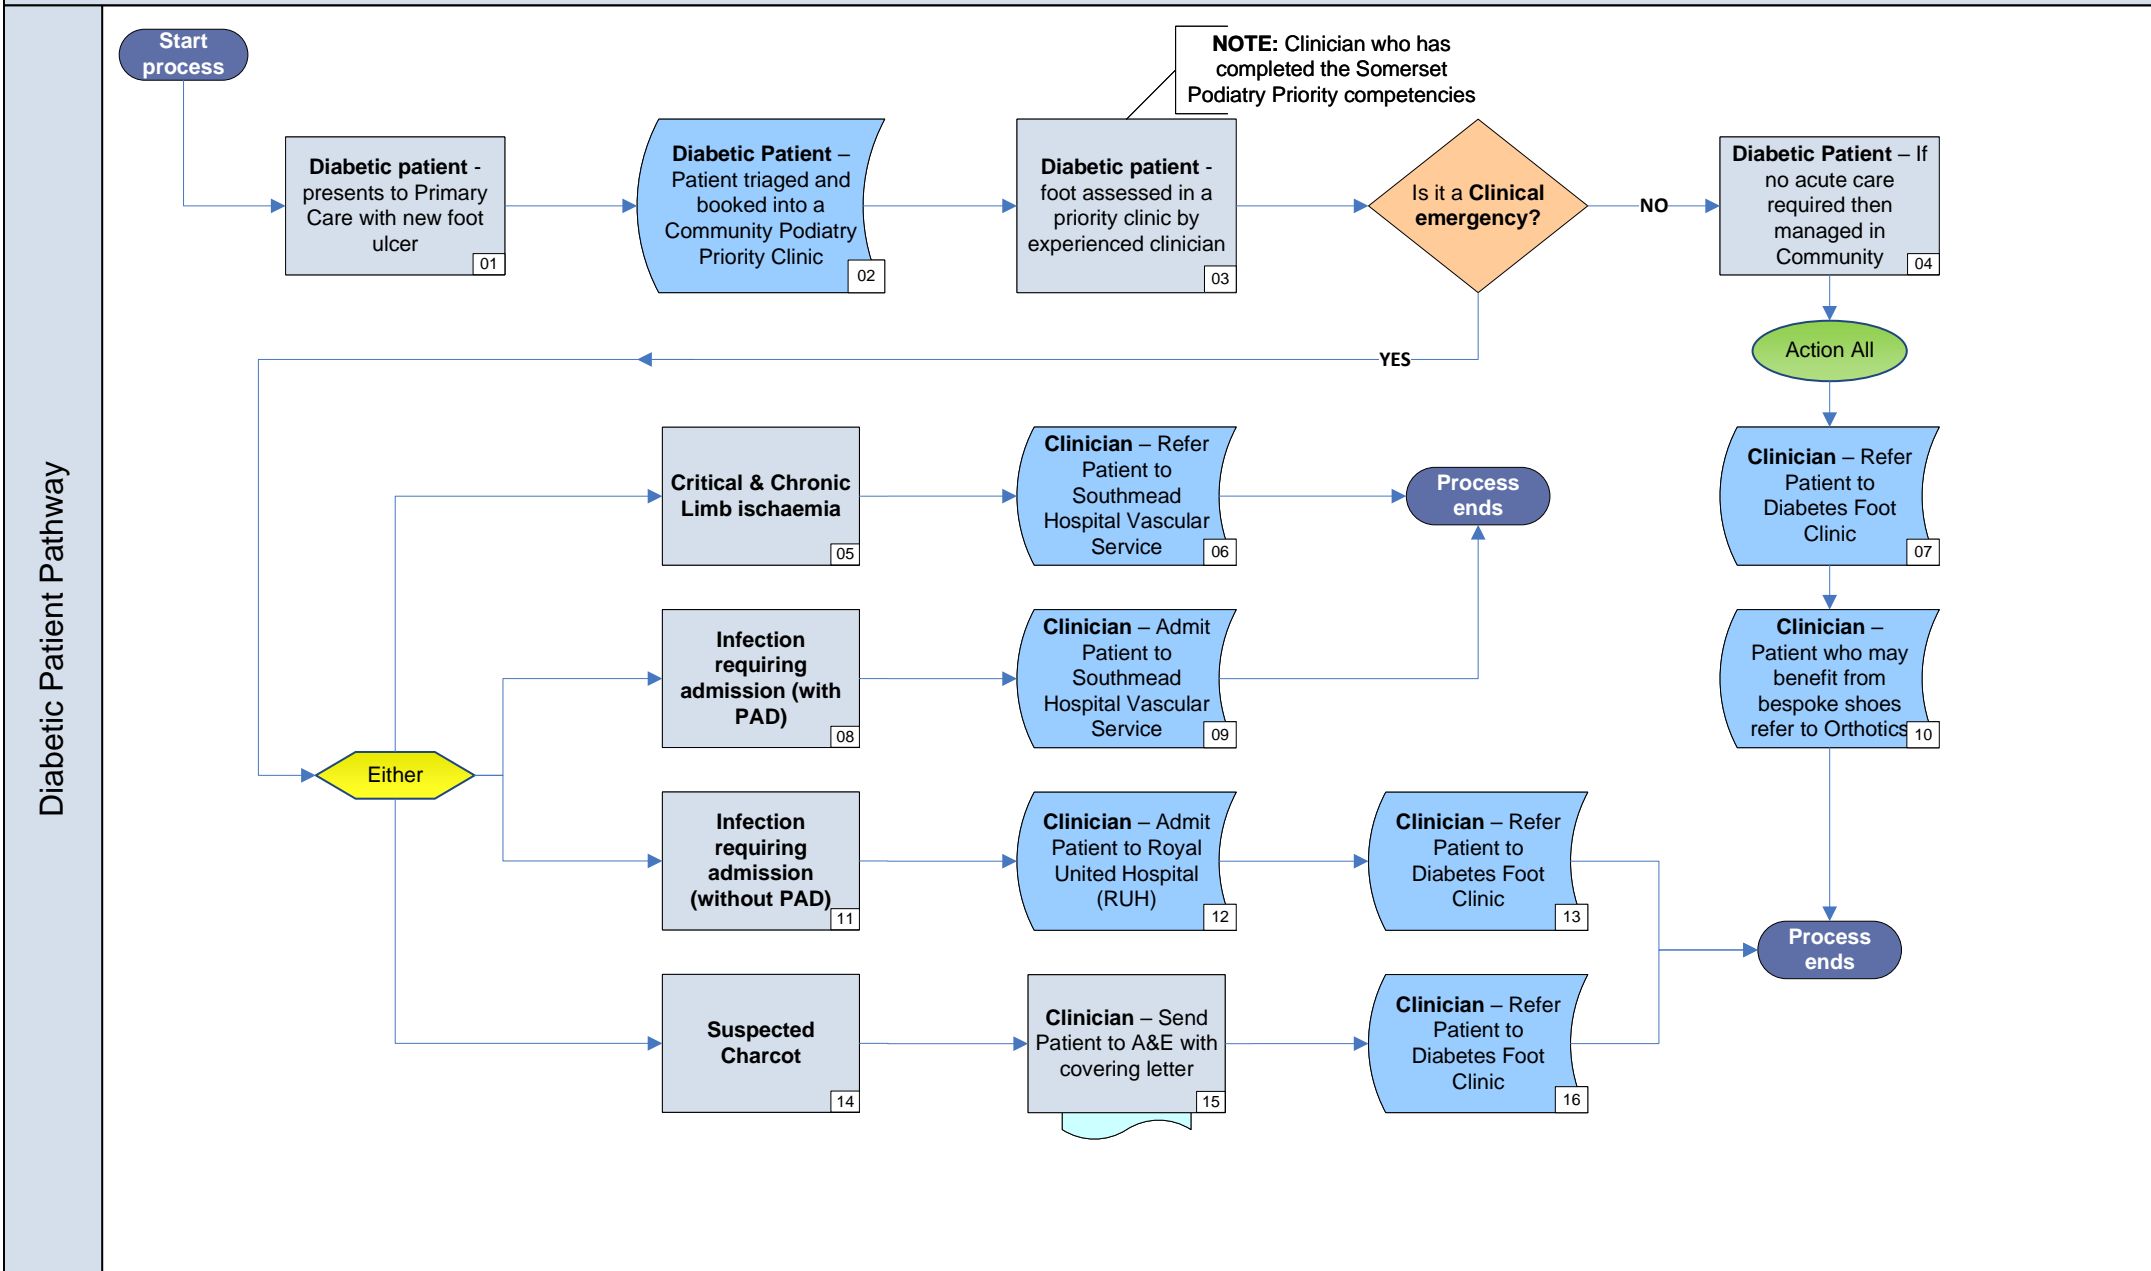 Diabetic Patient Pathway
Start
process
Diabetic patient -
presents to Primary
Care with new foot
ulcer
01
Diabetic Patient –
Patient triaged and
booked into a
Community Podiatry
Priority Clinic
02
NOTE: Clinician who has
completed the Somerset
Podiatry Priority competencies
Diabetic patient -
foot assessed in a
priority clinic by
experienced clinician
03
Is it a Clinical
emergency?
NO
Diabetic Patient – If
no acute care
required then
managed in
Community
04
YES
Action All
Critical & Chronic
Limb ischaemia
05
Clinician – Refer
Patient to
Southmead
Hospital Vascular
Service
06
Process
ends
Clinician – Refer
Patient to
Diabetes Foot
Clinic
07
Infection
requiring
admission (with
PAD)
08
Clinician – Admit
Patient to
Southmead
Hospital Vascular
Service
09
Clinician –
Patient who may
benefit from
bespoke shoes
refer to Orthotics
10
Either
Infection
requiring
admission
(without PAD)
11
Clinician – Admit
Patient to Royal
United Hospital
(RUH)
12
Clinician – Refer
Patient to
Diabetes Foot
Clinic
13
Process
ends
Suspected
Charcot
14
Clinician – Send
Patient to A&E with
covering letter
15
Clinician – Refer
Patient to
Diabetes Foot
Clinic
16